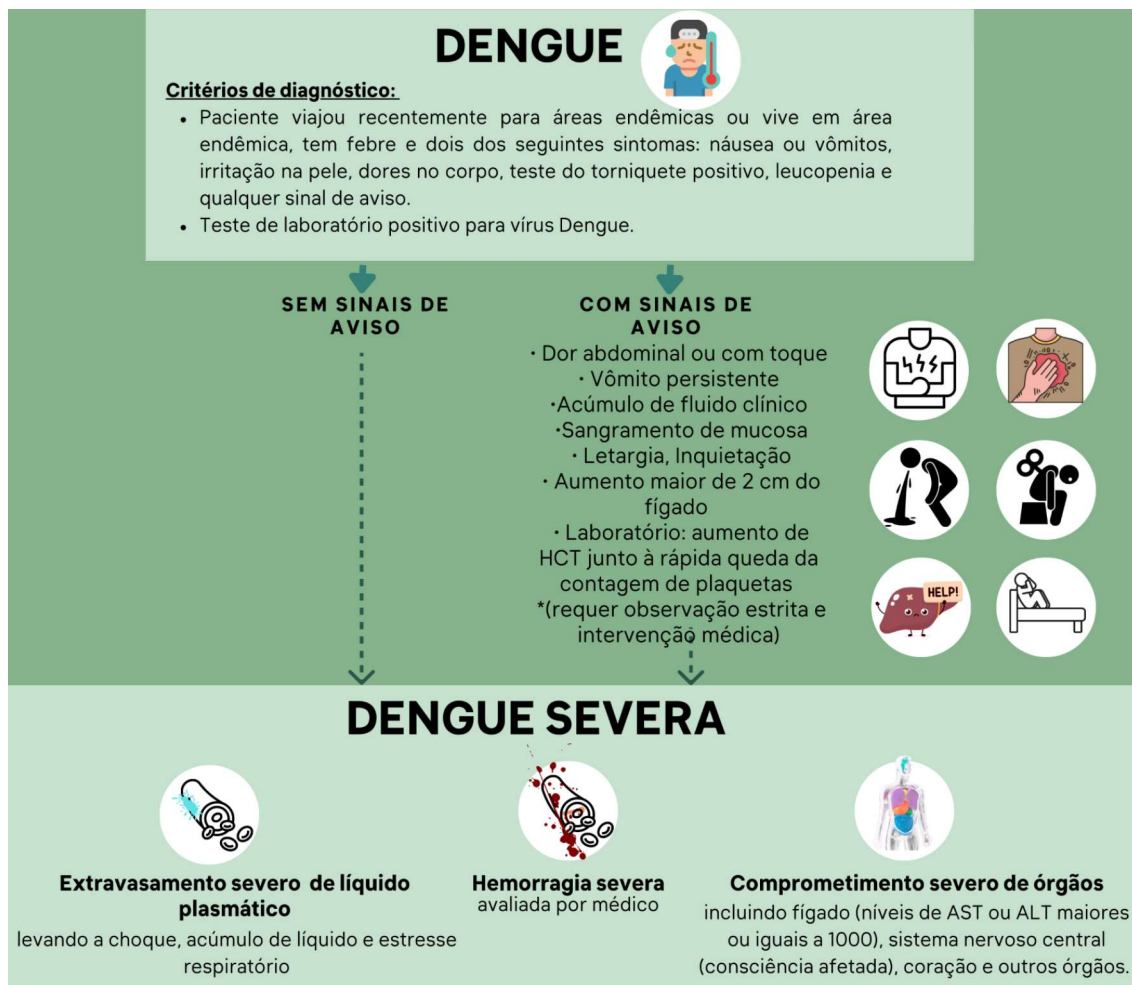 DENGUE
Critérios de diagnóstico:
• Paciente viajou recentemente para áreas endêmicas ou vive em área
endêmica, tem febre e dois dos seguintes sintomas: náusea ou vômitos,
irritação na pele, dores no corpo, teste do torniquete positivo, leucopenia e
qualquer sinal de aviso.
• Teste de laboratório positivo para vírus Dengue.
SEM SINAIS DE
AVISO
COM SINAIS DE
AVISO
• Dor abdominal ou com toque
• Vômito persistente
•Acúmulo de fluido clínico
•Sangramento de mucosa
• Letargia, Inquietação
• Aumento maior de 2 cm do
fígado
• Laboratório: aumento de
HCT junto à rápida queda da
contagem de plaquetas
*(requer observação estrita e
intervenção médica)
HELP!
DENGUE SEVERA
Extravasamento severo de líquido
plasmático
levando a choque, acúmulo de líquido e estresse
respiratório
Hemorragia severa
avaliada por médico
Comprometimento severo de órgãos
incluindo fígado (níveis de AST ou ALT maiores
ou iguais a 1000), sistema nervoso central
(consciência afetada), coração e outros órgãos.